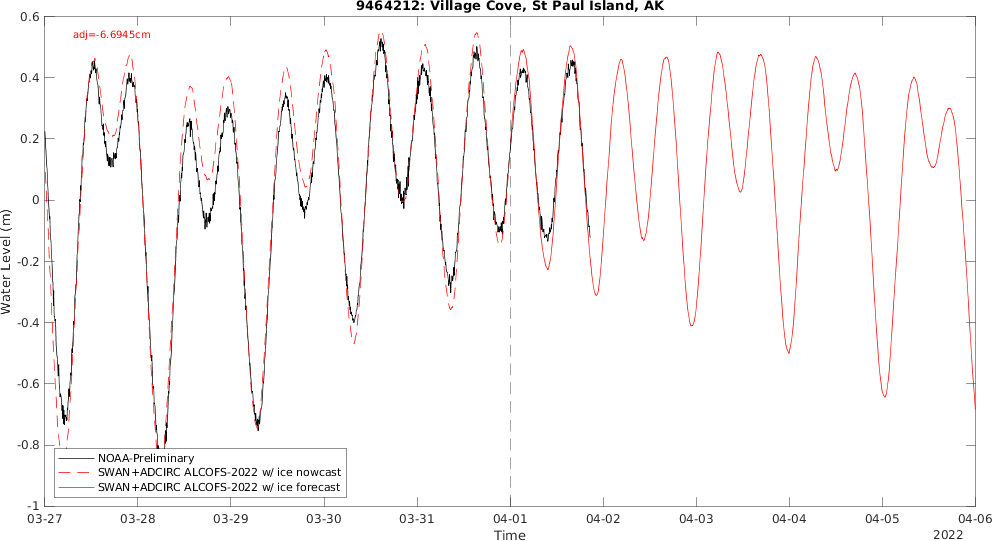 9464212: Village Cove, St Paul Island, AK
adj=-6.6945cm
0.6
0.4
0.2
0
-0.2
-0.4
-0.6
-0.8
-1
Water Level (m)
NOAA-Preliminary
SWAN+ADCIRC ALCOFS-2022 w/ ice nowcast
SWAN+ADCIRC ALCOFS-2022 w/ ice forecast
03-27 03-28 03-29 03-30 03-31 04-01 04-02 04-03 04-04 04-05 04-06
Time
2022